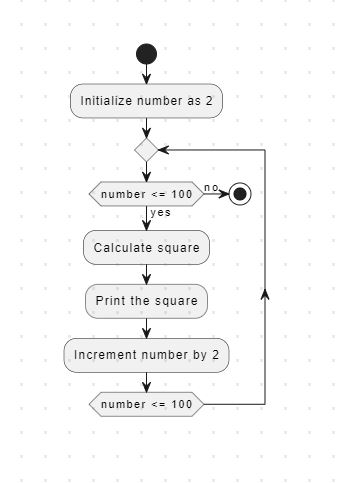 Initialize number as 2
number <= 100
no
yes
Calculate square
Print the square
Increment number by 2
number <= 100